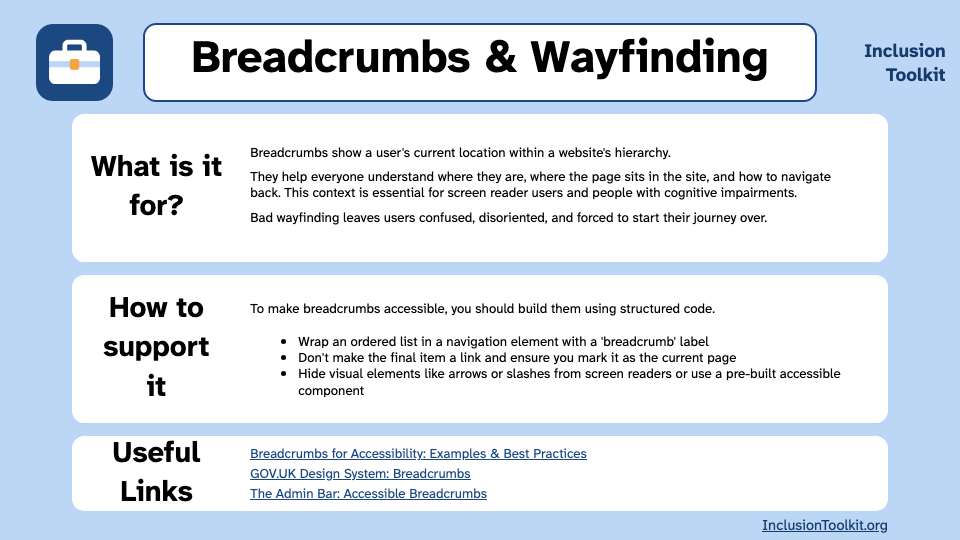 Breadcrumbs & Wayfinding
Inclusion
Toolkit
What is it
for?
Breadcrumbs show a user's current location within a website's hierarchy.
They help everyone understand where they are, where the page sits in the site, and how to navigate
back. This context is essential for screen reader users and people with cognitive impairments.
Bad wayfinding leaves users confused, disoriented, and forced to start their journey over.
How to
support
it
To make breadcrumbs accessible, you should build them using structured code.
• Wrap an ordered list in a navigation element with a 'breadcrumb' label
• Don't make the final item a link and ensure you mark it as the current page
• Hide visual elements like arrows or slashes from screen readers or use a pre-built accessible
component
Useful
Links
Breadcrumbs for Accessibility: Examples & Best Practices
GOV.UK Design System: Breadcrumbs
The Admin Bar: Accessible Breadcrumbs
InclusionToolkit.org